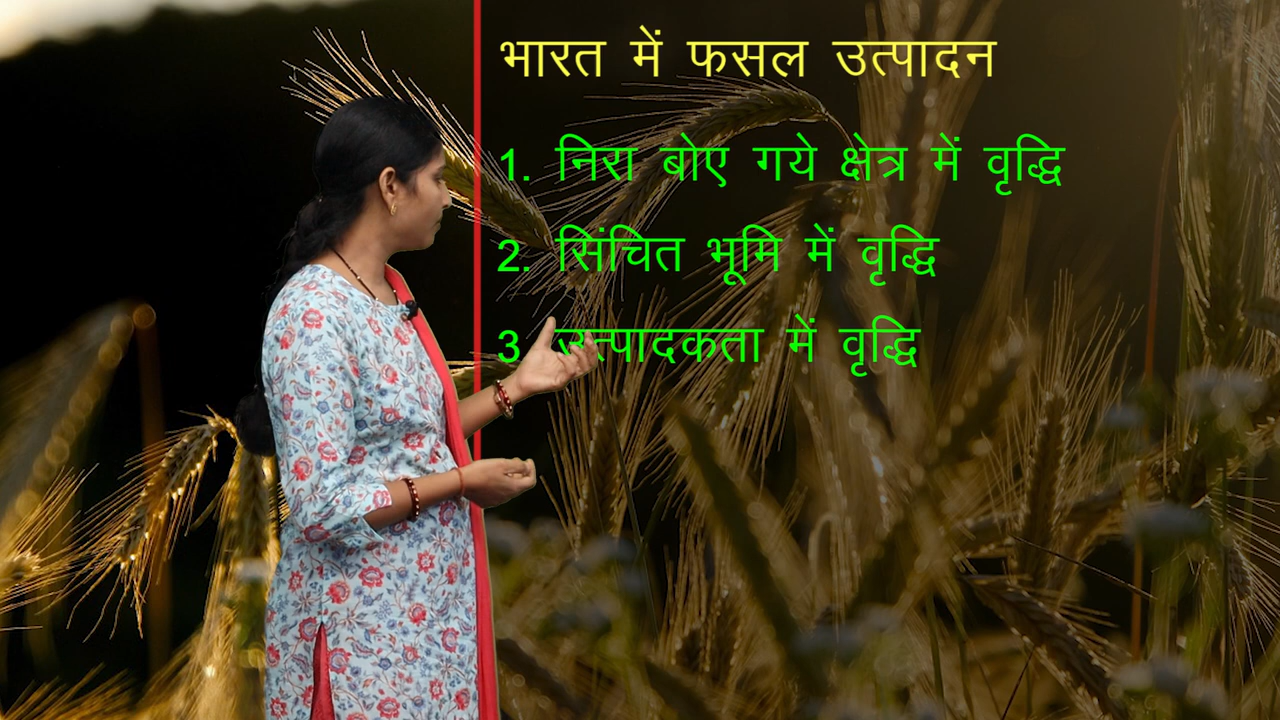 भारत में फसल उत्पादन
1. निरा बोए गये क्षेत्र में वृद्धि
2. सिंचित भूमि में वृद्धि
3. उत्पादकता में वृद्धि